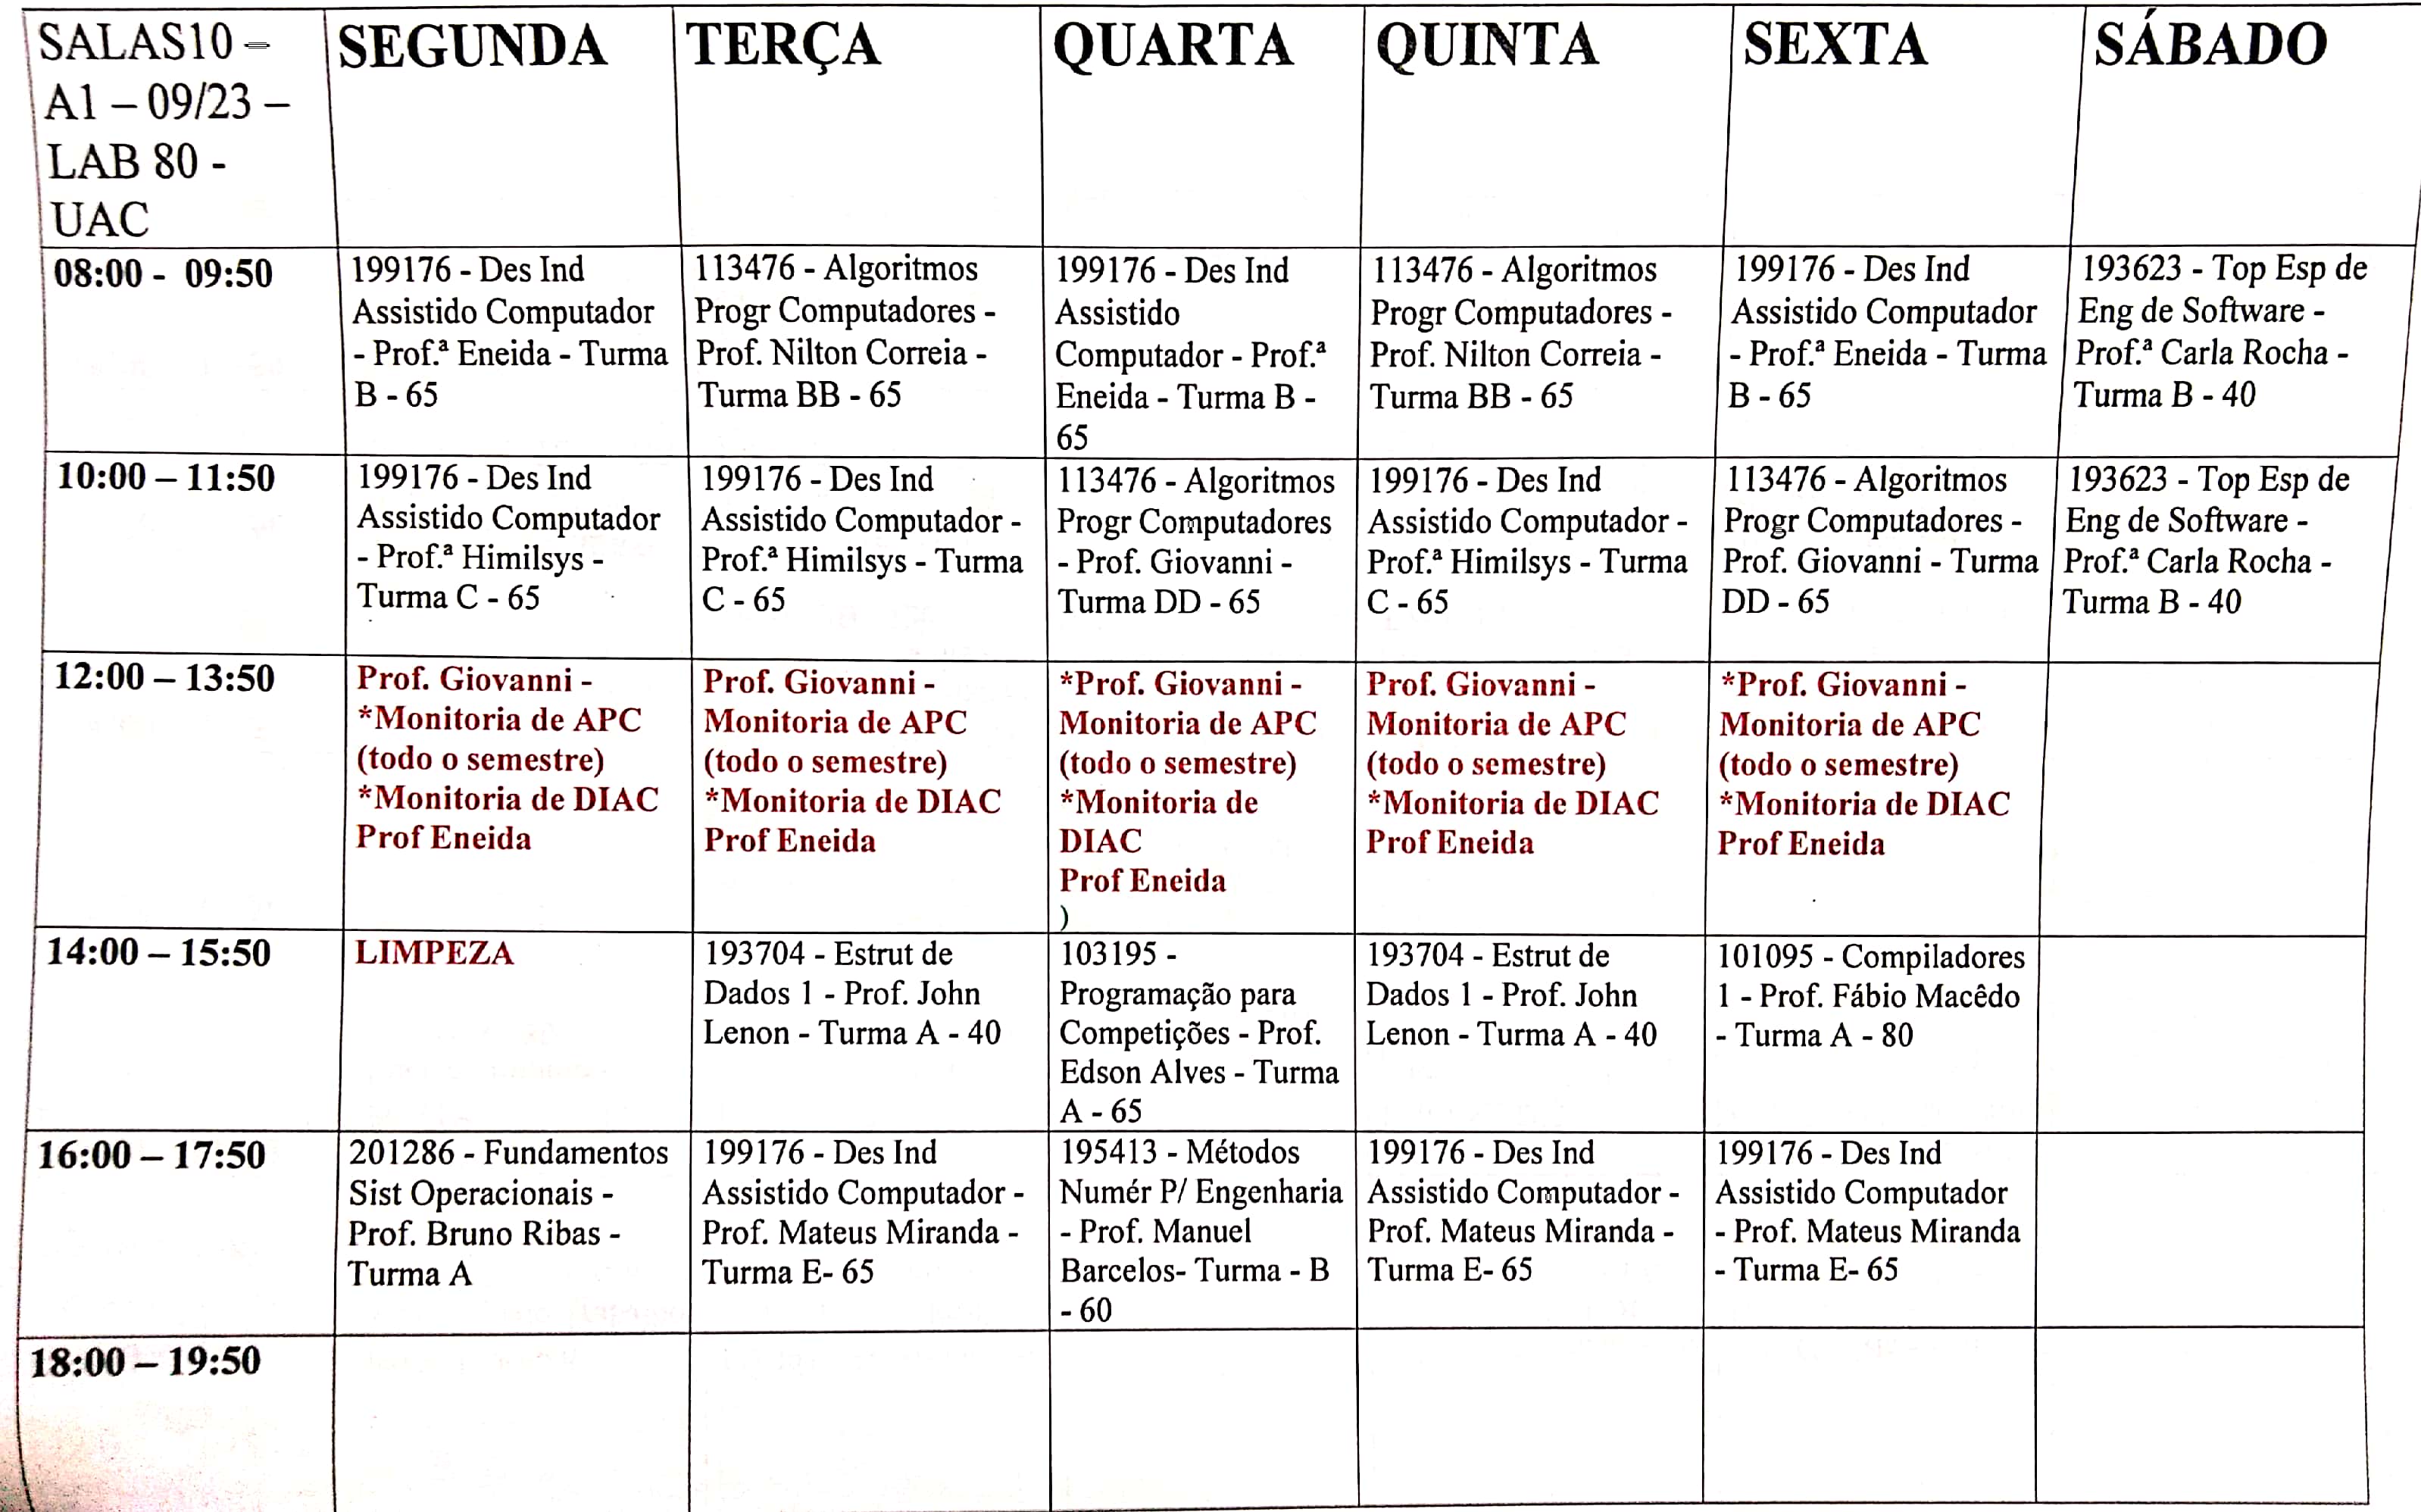 SALAS10 –
A1 – 09/23 –
LAB 80 -
UAC
SEGUNDA
TERÇA
QUARTA
QUINTA
SEXTA
SÁBADO
08:00 - 09:50
199176 - Des Ind
Assistido Computador
- Prof.ª Eneida - Turma
B - 65
113476 - Algoritmos
Progr Computadores -
Prof. Nilton Correia -
Turma BB - 65
199176 - Des Ind
Assistido
Computador - Prof.ª
Eneida - Turma B -
65
113476 - Algoritmos
Progr Computadores -
Prof. Nilton Correia -
Turma BB - 65
199176 - Des Ind
Assistido Computador
- Prof.ª Eneida - Turma
B - 65
193623 - Top Esp de
Eng de Software -
Prof.ª Carla Rocha -
Turma B - 40
10:00 – 11:50
199176 - Des Ind
Assistido Computador
- Prof.ª Himilsys -
Turma C - 65
199176 - Des Ind
Assistido Computador -
Prof.ª Himilsys - Turma
C - 65
113476 - Algoritmos
Progr Computadores
- Prof. Giovanni -
Turma DD - 65
199176 - Des Ind
Assistido Computador -
Prof.ª Himilsys - Turma
C - 65
113476 - Algoritmos
Progr Computadores -
Prof. Giovanni - Turma
DD - 65
193623 - Top Esp de
Eng de Software -
Prof.ª Carla Rocha -
Turma B - 40
12:00 – 13:50
Prof. Giovanni -
*Monitoria de APC
(todo o semestre)
*Monitoria de DIAC
Prof Eneida
Prof. Giovanni -
Monitoria de APC
(todo o semestre)
*Monitoria de DIAC
Prof Eneida
*Prof. Giovanni -
Monitoria de APC
(todo o semestre)
*Monitoria de
DIAC
Prof Eneida
)
Prof. Giovanni -
Monitoria de APC
(todo o semestre)
*Monitoria de DIAC
Prof Eneida
*Prof. Giovanni -
Monitoria de APC
(todo o semestre)
*Monitoria de DIAC
Prof Eneida
14:00 – 15:50
LIMPEZA
193704 - Estrut de
Dados 1 - Prof. John
Lenon - Turma A - 40
103195 -
Programação para
Competições - Prof.
Edson Alves - Turma
A - 65
193704 - Estrut de
Dados 1 - Prof. John
Lenon - Turma A - 40
101095 - Compiladores
1 - Prof. Fábio Macêdo
- Turma A - 80
16:00 – 17:50
201286 - Fundamentos
Sist Operacionais -
Prof. Bruno Ribas -
Turma A
199176 - Des Ind
Assistido Computador -
Prof. Mateus Miranda -
Turma E- 65
195413 - Métodos
Numér P/ Engenharia
- Prof. Manuel
Barcelos- Turma - B
- 60
199176 - Des Ind
Assistido Computador -
Prof. Mateus Miranda -
Turma E- 65
199176 - Des Ind
Assistido Computador
- Prof. Mateus Miranda
- Turma E- 65
18:00 – 19:50